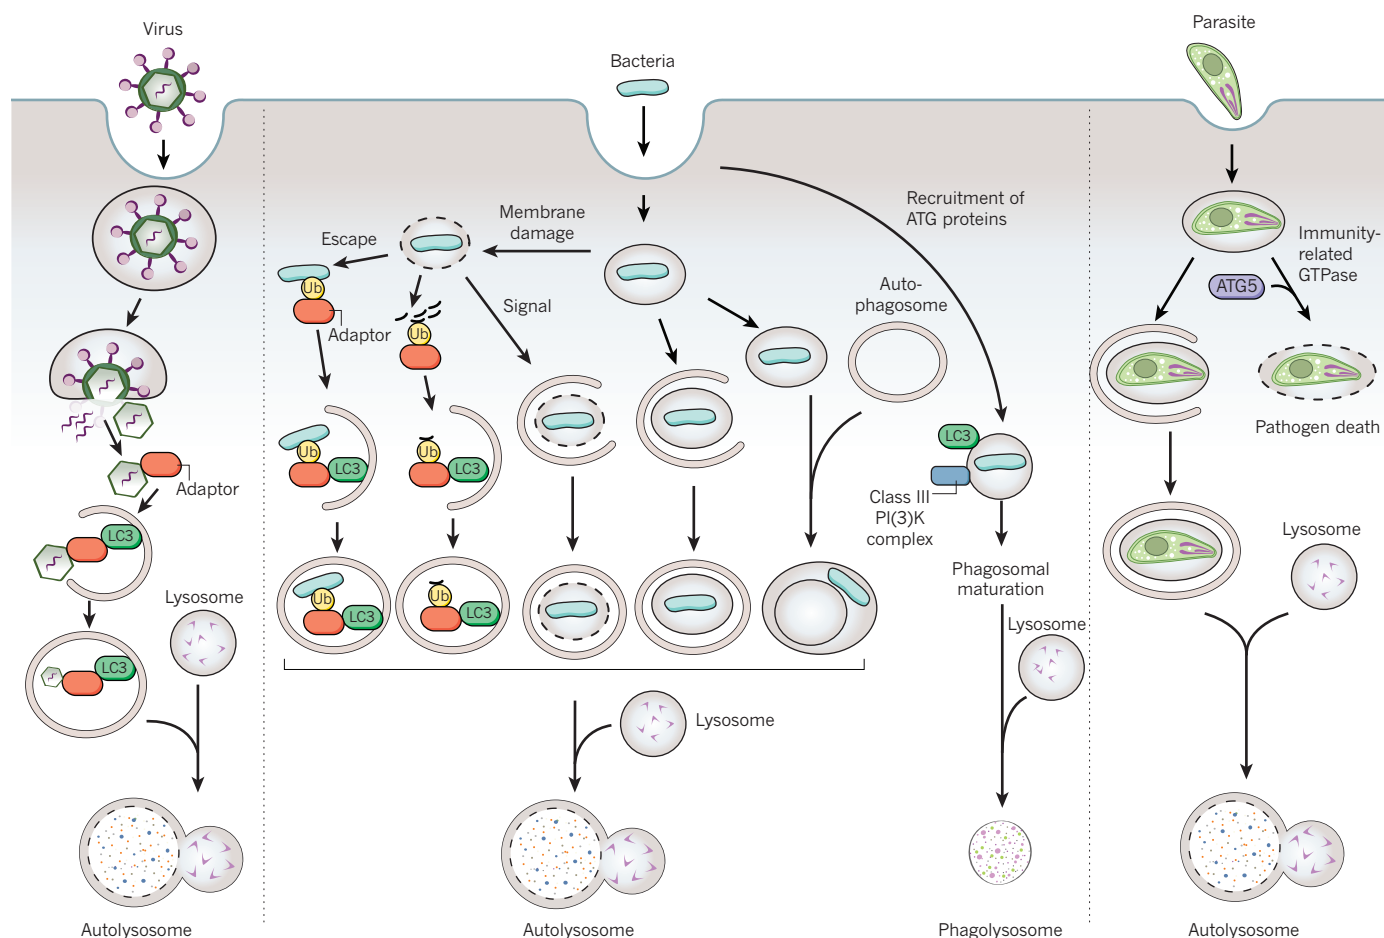 Virus
Parasite
Bacteria
Recruitment of
ATG proteins
Membrane
damage
Escape
Immunity-
related
GTPase
Ub
Adaptor
Signal
Auto-
phagosome
ATG5
Ub
Pathogen death
LC3
Ub
LC3
Ub
LC3
Adaptor
Class III
PI(3)K
complex
LC3
Lysosome
Phagosomal
maturation
Ub
LC3
Ub
LC3
Lysosome
Lysosome
LC3
Lysosome
Autolysosome
Autolysosome
Phagolysosome
Autolysosome